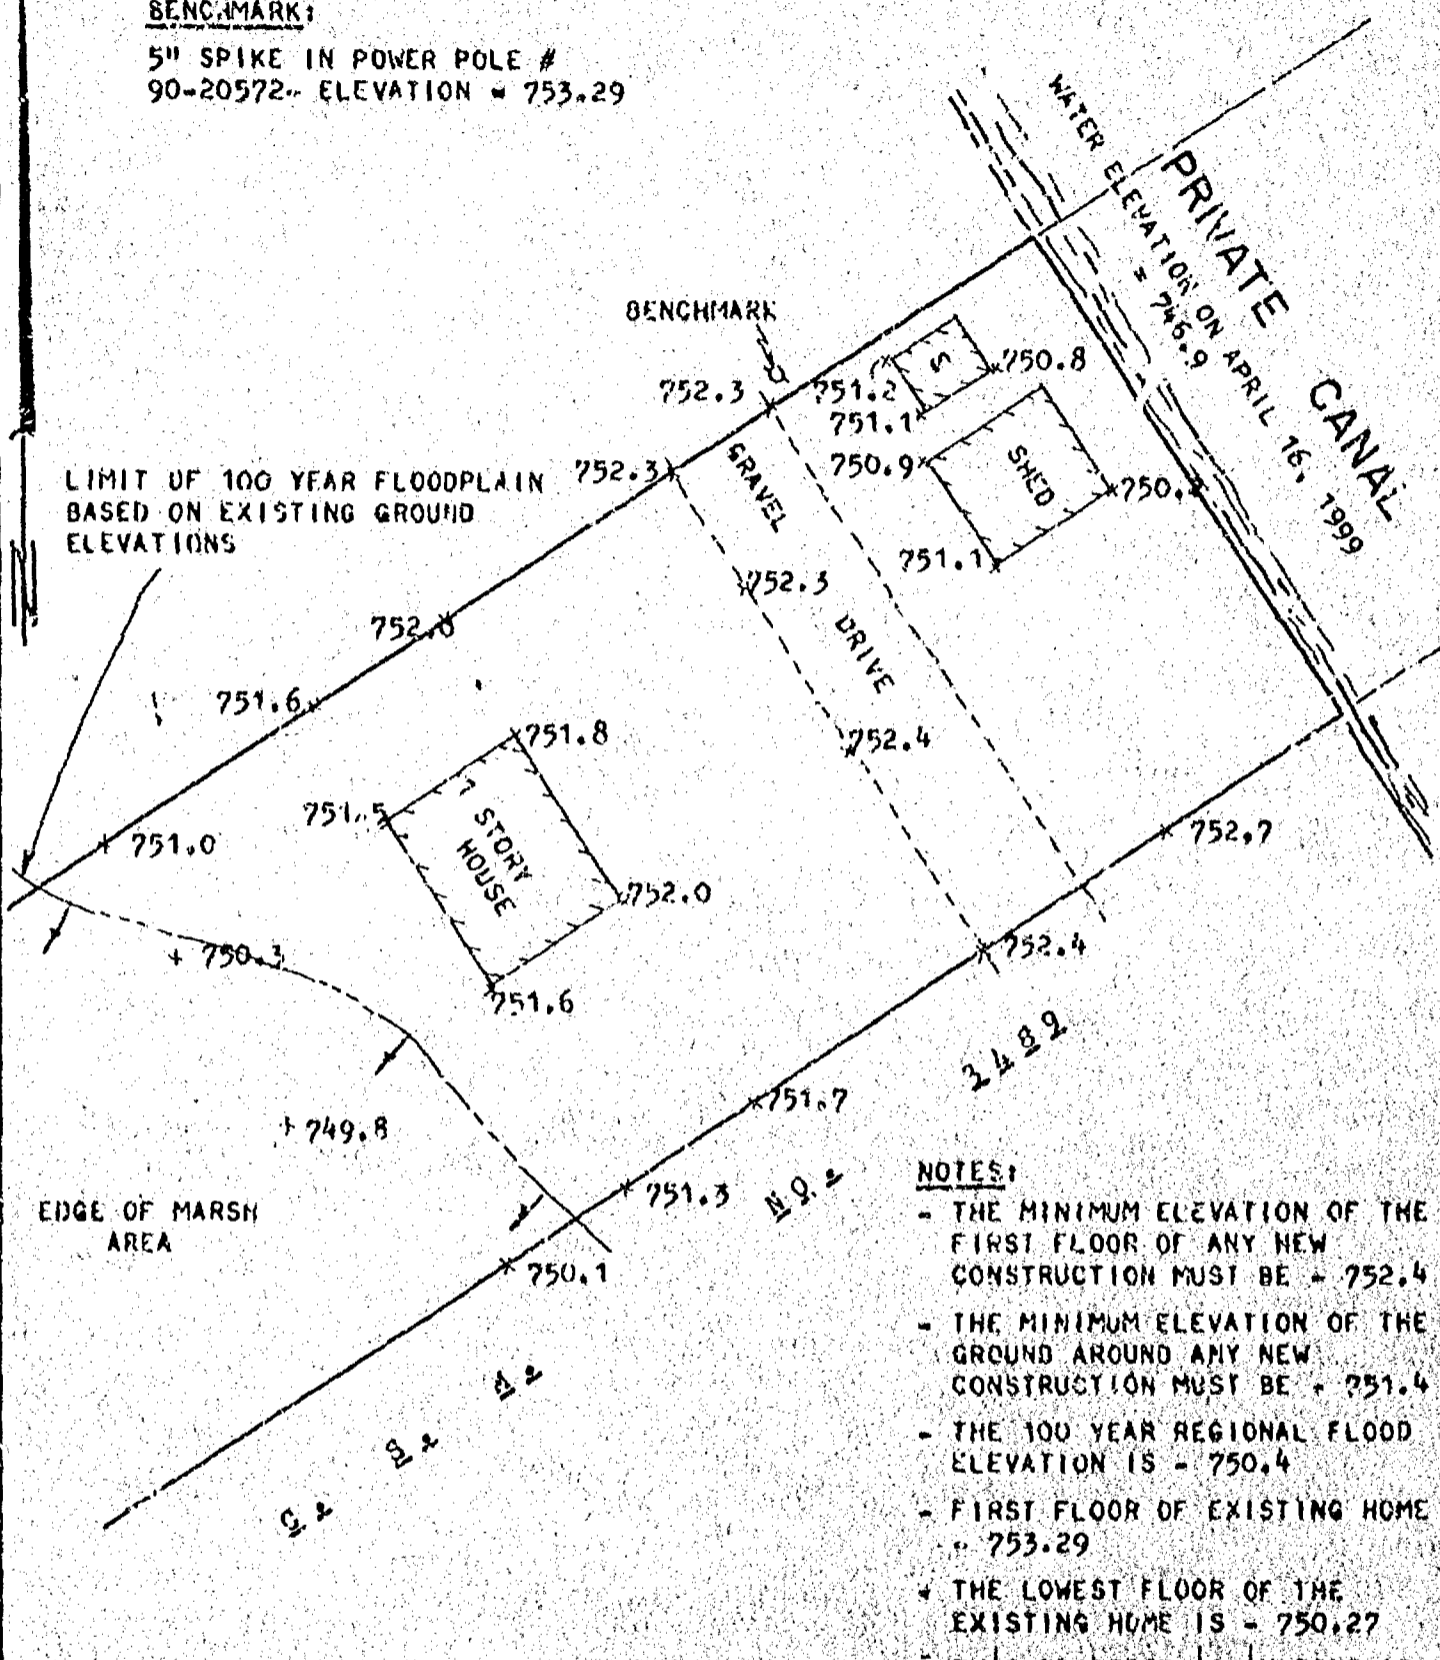 BENCHMARK:
5" SPIKE IN POWER POLE #
90-20572- ELEVATION = 753.29
WATER ELEVATION ON APRIL 16, 1999
= 746.9
PRIVATE CANAL
BENCHMARK
752.3
751.2
S
750.8
751.1
LIMIT OF 100 YEAR FLOODPLAIN
BASED ON EXISTING GROUND
ELEVATIONS
752.3
GRAVEL DRIVE
750.9
SHED
751.1
752.3
751.6
751.8
752.4
751.5
1 STORY
HOUSE
751.0
752.7
752.0
750.3
752.4
751.6
749.8
751.7
751.3
750.1
EDGE OF MARSH
AREA
C. S. A. NO. 3482
NOTES:
- THE MINIMUM ELEVATION OF THE
FIRST FLOOR OF ANY NEW
CONSTRUCTION MUST BE - 752.4
- THE MINIMUM ELEVATION OF THE
GROUND AROUND ANY NEW
CONSTRUCTION MUST BE - 751.4
- THE 100 YEAR REGIONAL FLOOD
ELEVATION IS - 750.4
- FIRST FLOOR OF EXISTING HOME
- 753.29
- THE LOWEST FLOOR OF THE
EXISTING HOME IS - 750.27